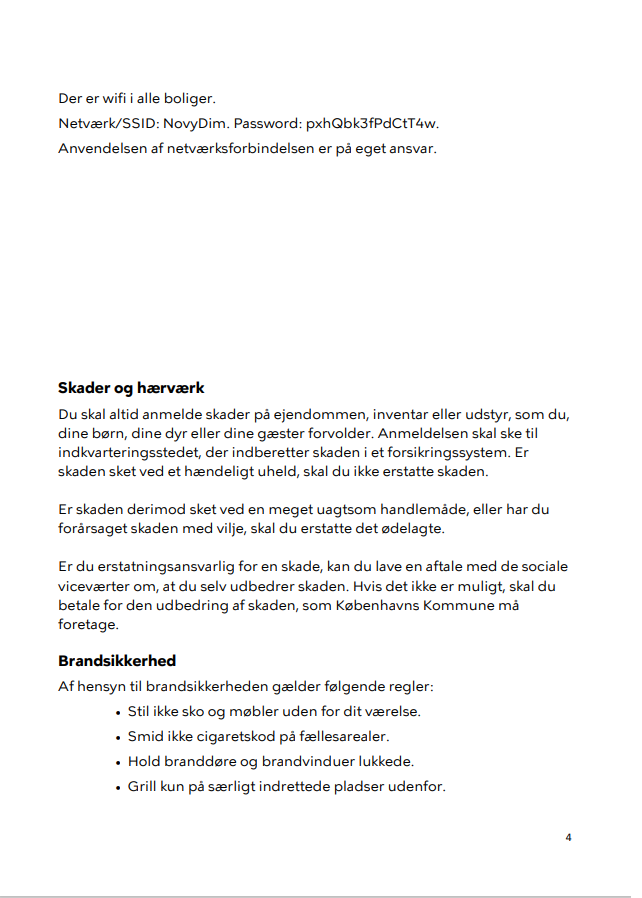 Der er wifi i alle boliger.
Netværk/SSID: NovyDim. Password: pxhQbk3fPdCtT4w.
Anvendelsen af netværksforbindelsen er på eget ansvar.
Skader og hærværk
Du skal altid anmelde skader på ejendommen, inventar eller udstyr, som du,
dine børn, dine dyr eller dine gæster forvolder. Anmeldelsen skal ske til
indkvarteringsstedet, der indberetter skaden i et forsikringssystem. Er
skaden sket ved et hændeligt uheld, skal du ikke erstatte skaden.
Er skaden derimod sket ved en meget uagtsom handlemåde, eller har du
forårsaget skaden med vilje, skal du erstatte det ødelagte.
Er du erstatningsansvarlig for en skade, kan du lave en aftale med de sociale
viceværter om, at du selv udbedrer skaden. Hvis det ikke er muligt, skal du
betale for den udbedring af skaden, som Københavns Kommune må
foretage.
Brandsikkerhed
Af hensyn til brandsikkerheden gælder følgende regler:
• Stil ikke sko og møbler uden for dit værelse.
• Smid ikke cigaretskod på fællesarealer.
• Hold branddøre og brandvinduer lukkede.
• Grill kun på særligt indrettede pladser udenfor.
4